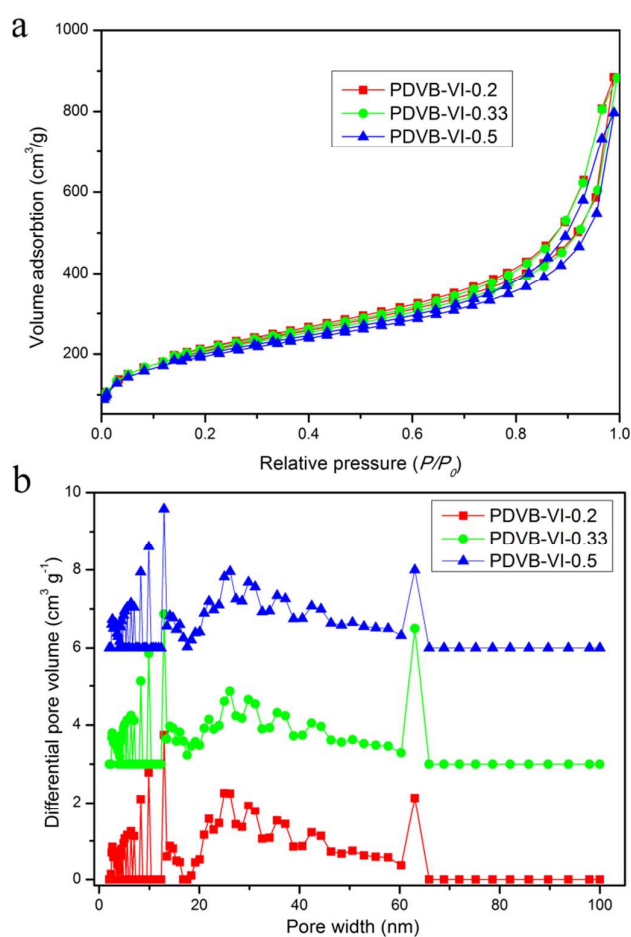 a
1000
800
600
400
200
Volume adsorbtion (cm³/g)
PDVB-VI-0.2
PDVB-VI-0.33
PDVB-VI-0.5
0.0 0.2 0.4 0.6 0.8 1.0
Relative pressure (P/P₀)
b
10
8
6
4
2
0
Differential pore volume (cm³ g⁻¹)
PDVB-VI-0.2
PDVB-VI-0.33
PDVB-VI-0.5
0 20 40 60 80 100
Pore width (nm)